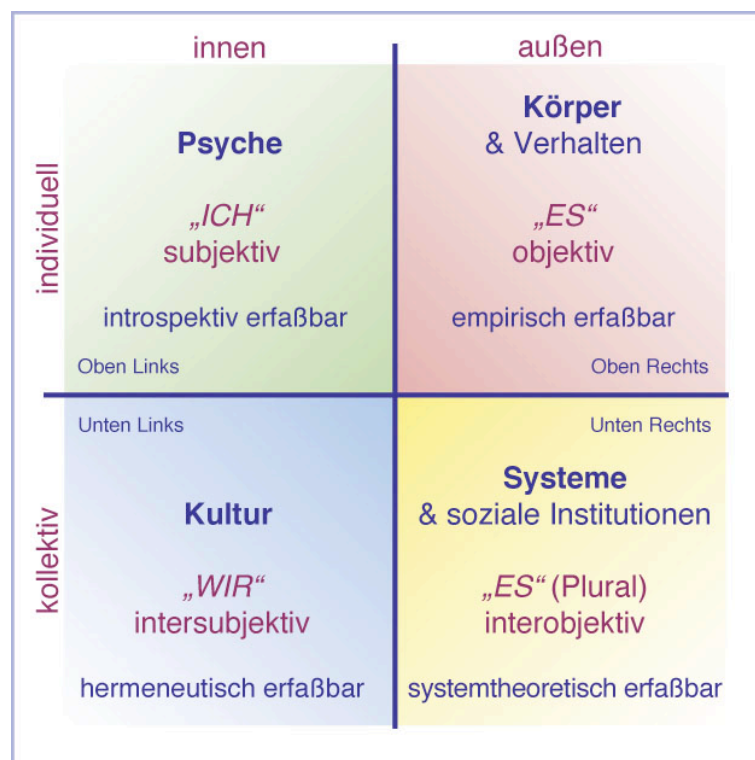 innen
außen
individuell
Psyche
„ICH“
subjektiv
introspektiv erfaßbar
Oben Links
Körper
& Verhalten
„ES“
objektiv
empirisch erfaßbar
Oben Rechts
kollektiv
Unten Links
Kultur
„WIR“
intersubjektiv
hermeneutisch erfaßbar
Unten Rechts
Systeme
& soziale Institutionen
„ES“ (Plural)
interobjektiv
systemtheoretisch erfaßbar